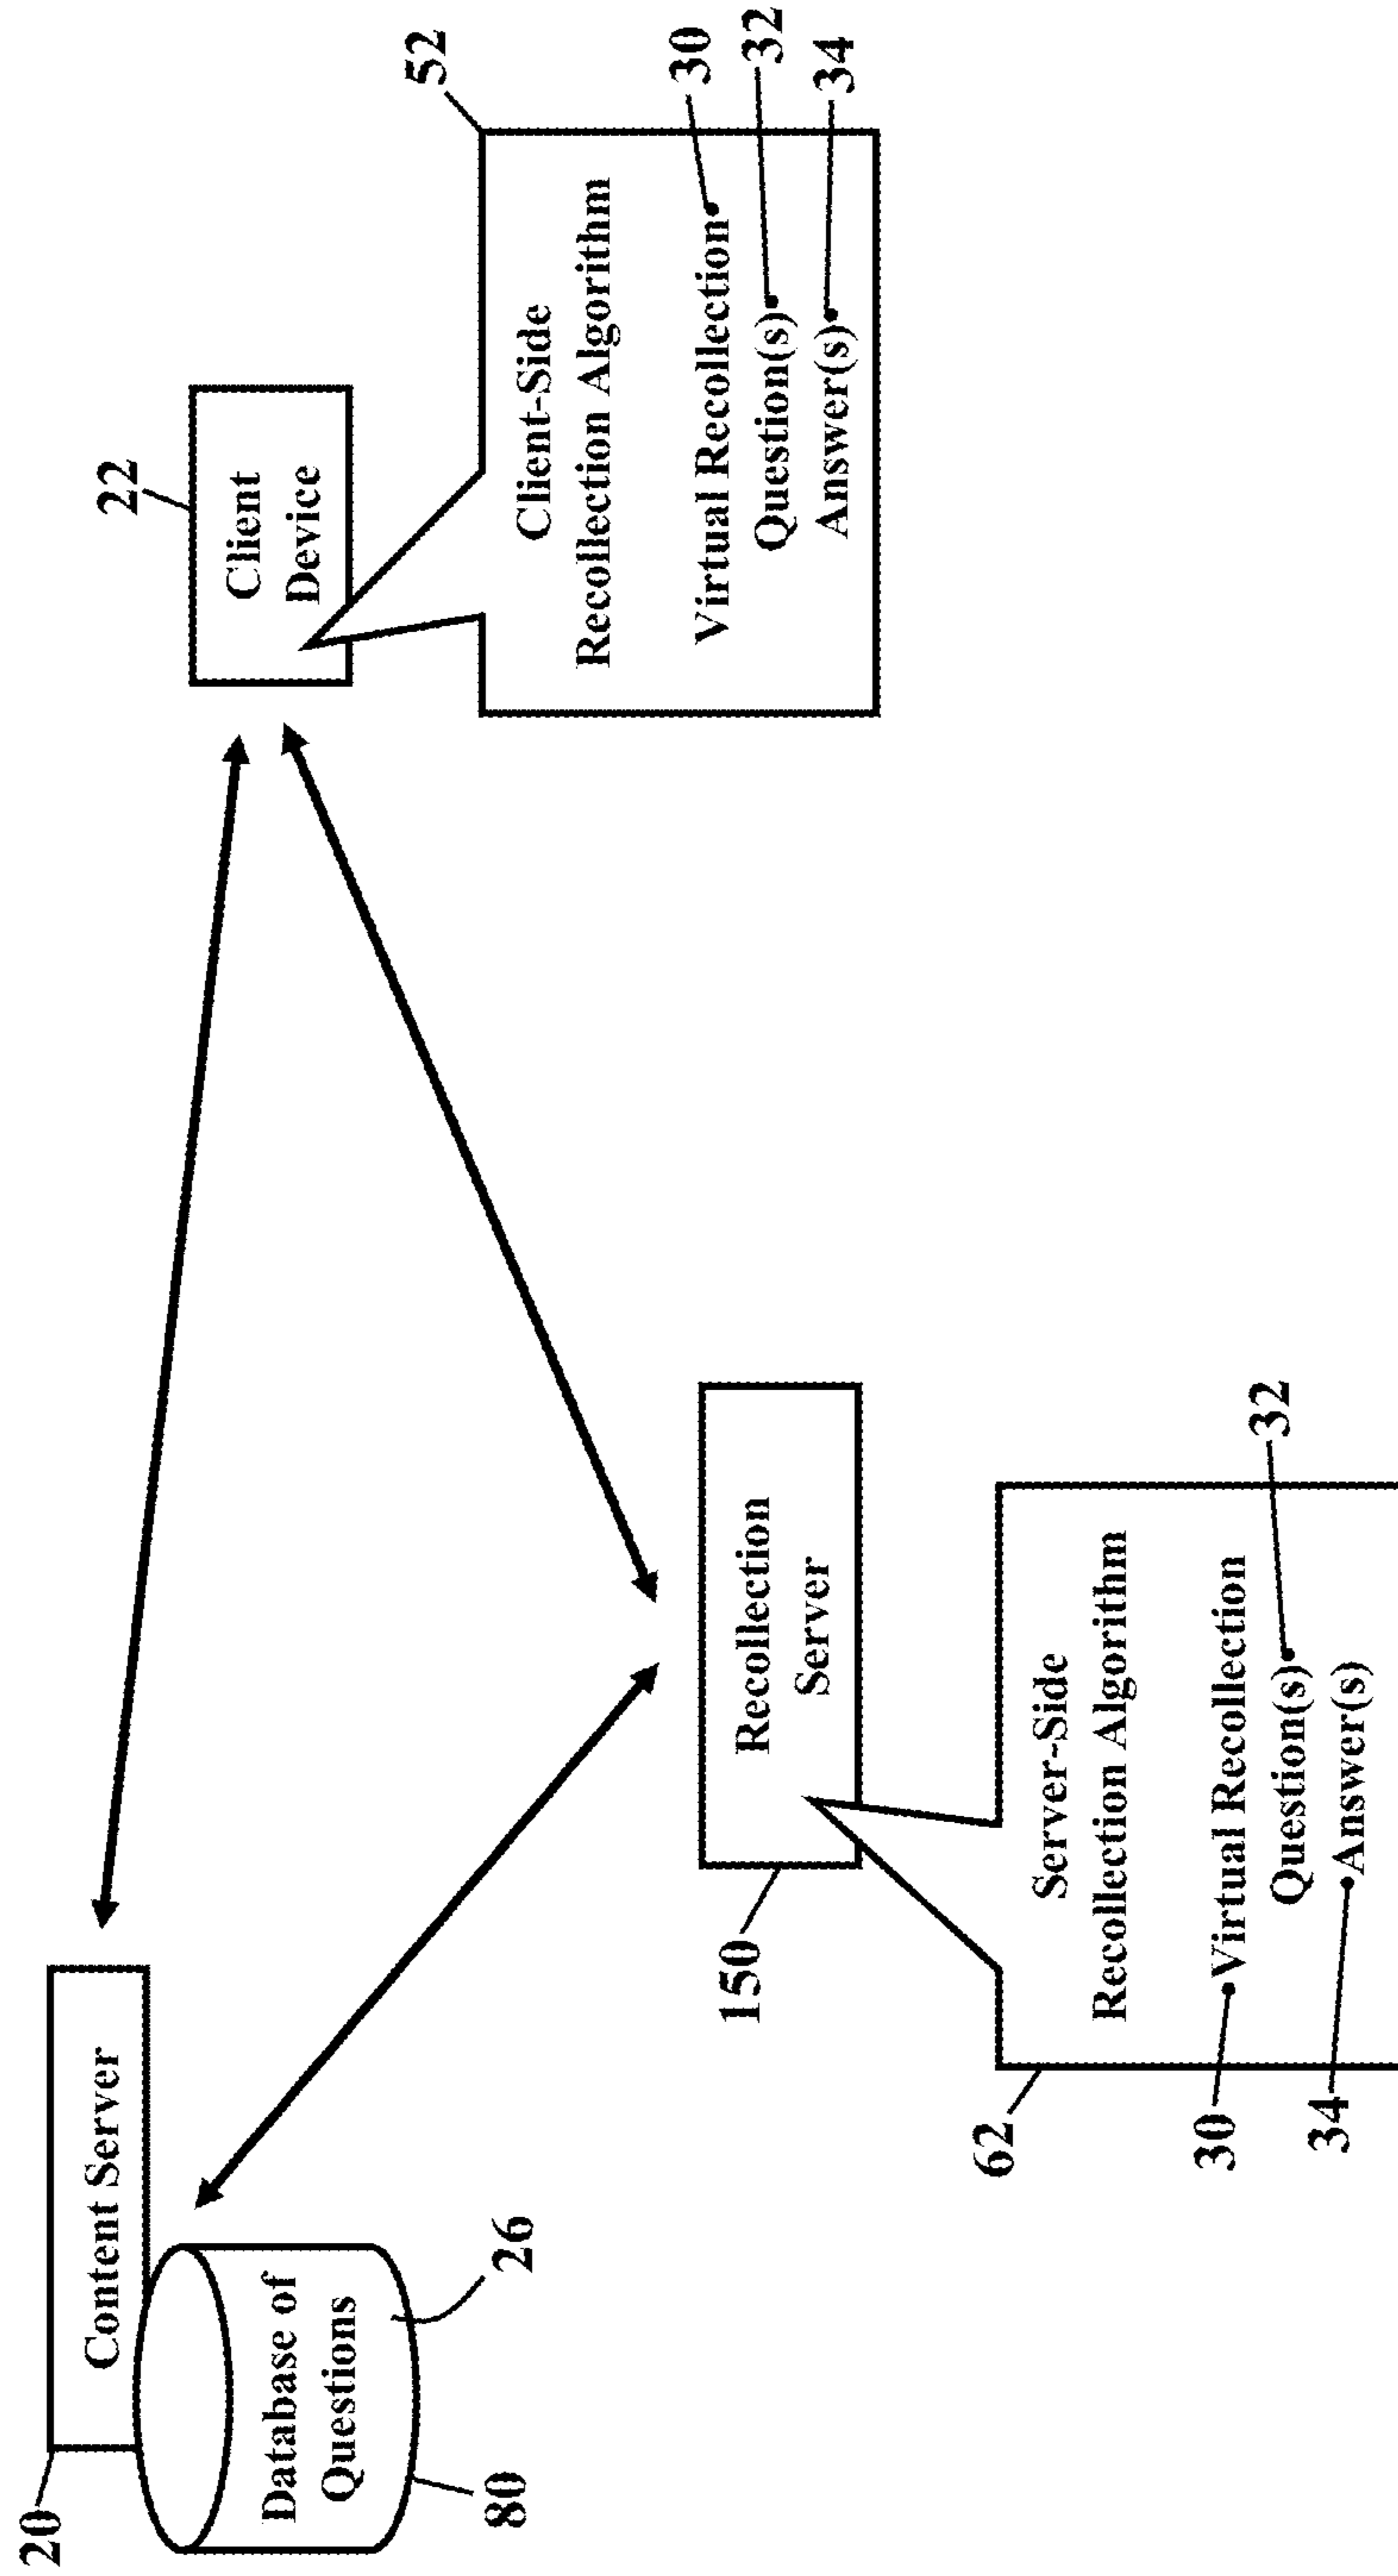 20
Content Server
Database of
Questions
26
80
22
Client
Device
52
Client-Side
Recollection Algorithm
Virtual Recollection
30
Question(s)
32
Answer(s)
34
150
Recollection
Server
62
Server-Side
Recollection Algorithm
30
Virtual Recollection
Question(s)
32
34
Answer(s)